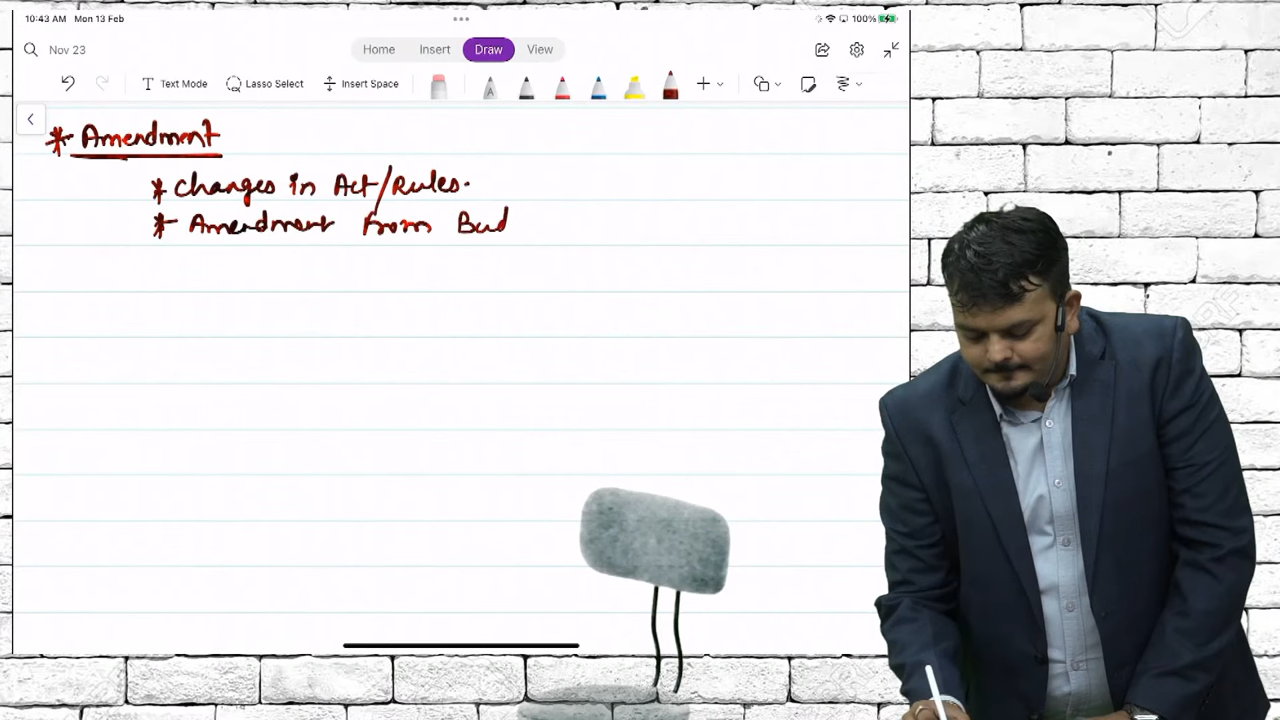 10:43 AM Mon 13 Feb
100%
Nov 23
Home Insert Draw View
Text Mode Lasso Select Insert Space
* Amendment
* Changes in Act/Rules.
* Amendment from Bud